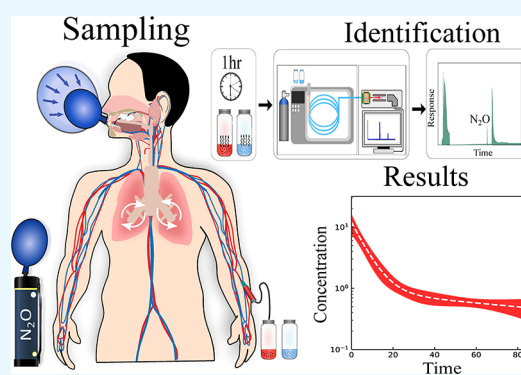 Sampling
Identification
1hr
Response
N₂O
Time
N₂O
Results
Concentration
10¹
10⁰
10⁻¹
0 20 40 60 80
Time